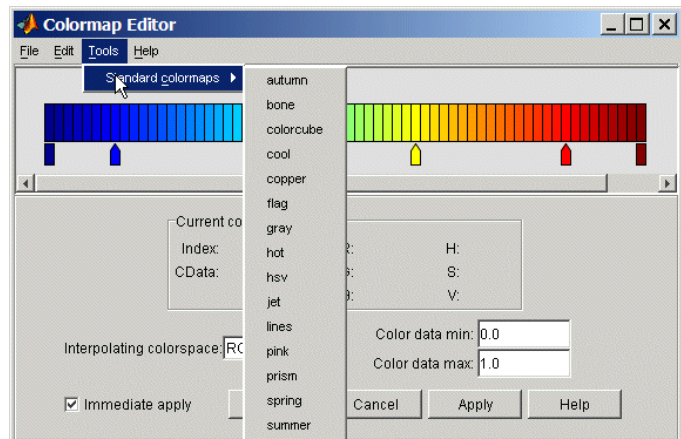 Colormap Editor
File Edit Tools Help
Standard colormaps
autumn
bone
colorcube
cool
copper
flag
gray
hot
hsv
jet
lines
pink
prism
spring
summer
Current
Index: H:
CData: S:
V:
Interpolating colorspace:
Color data min: 0.0
Color data max: 1.0
Immediate apply Cancel Apply Help